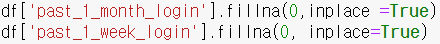 df['past_1_month_login'].fillna(0,inplace =True)
df['past_1_week_login'].fillna(0, inplace=True)